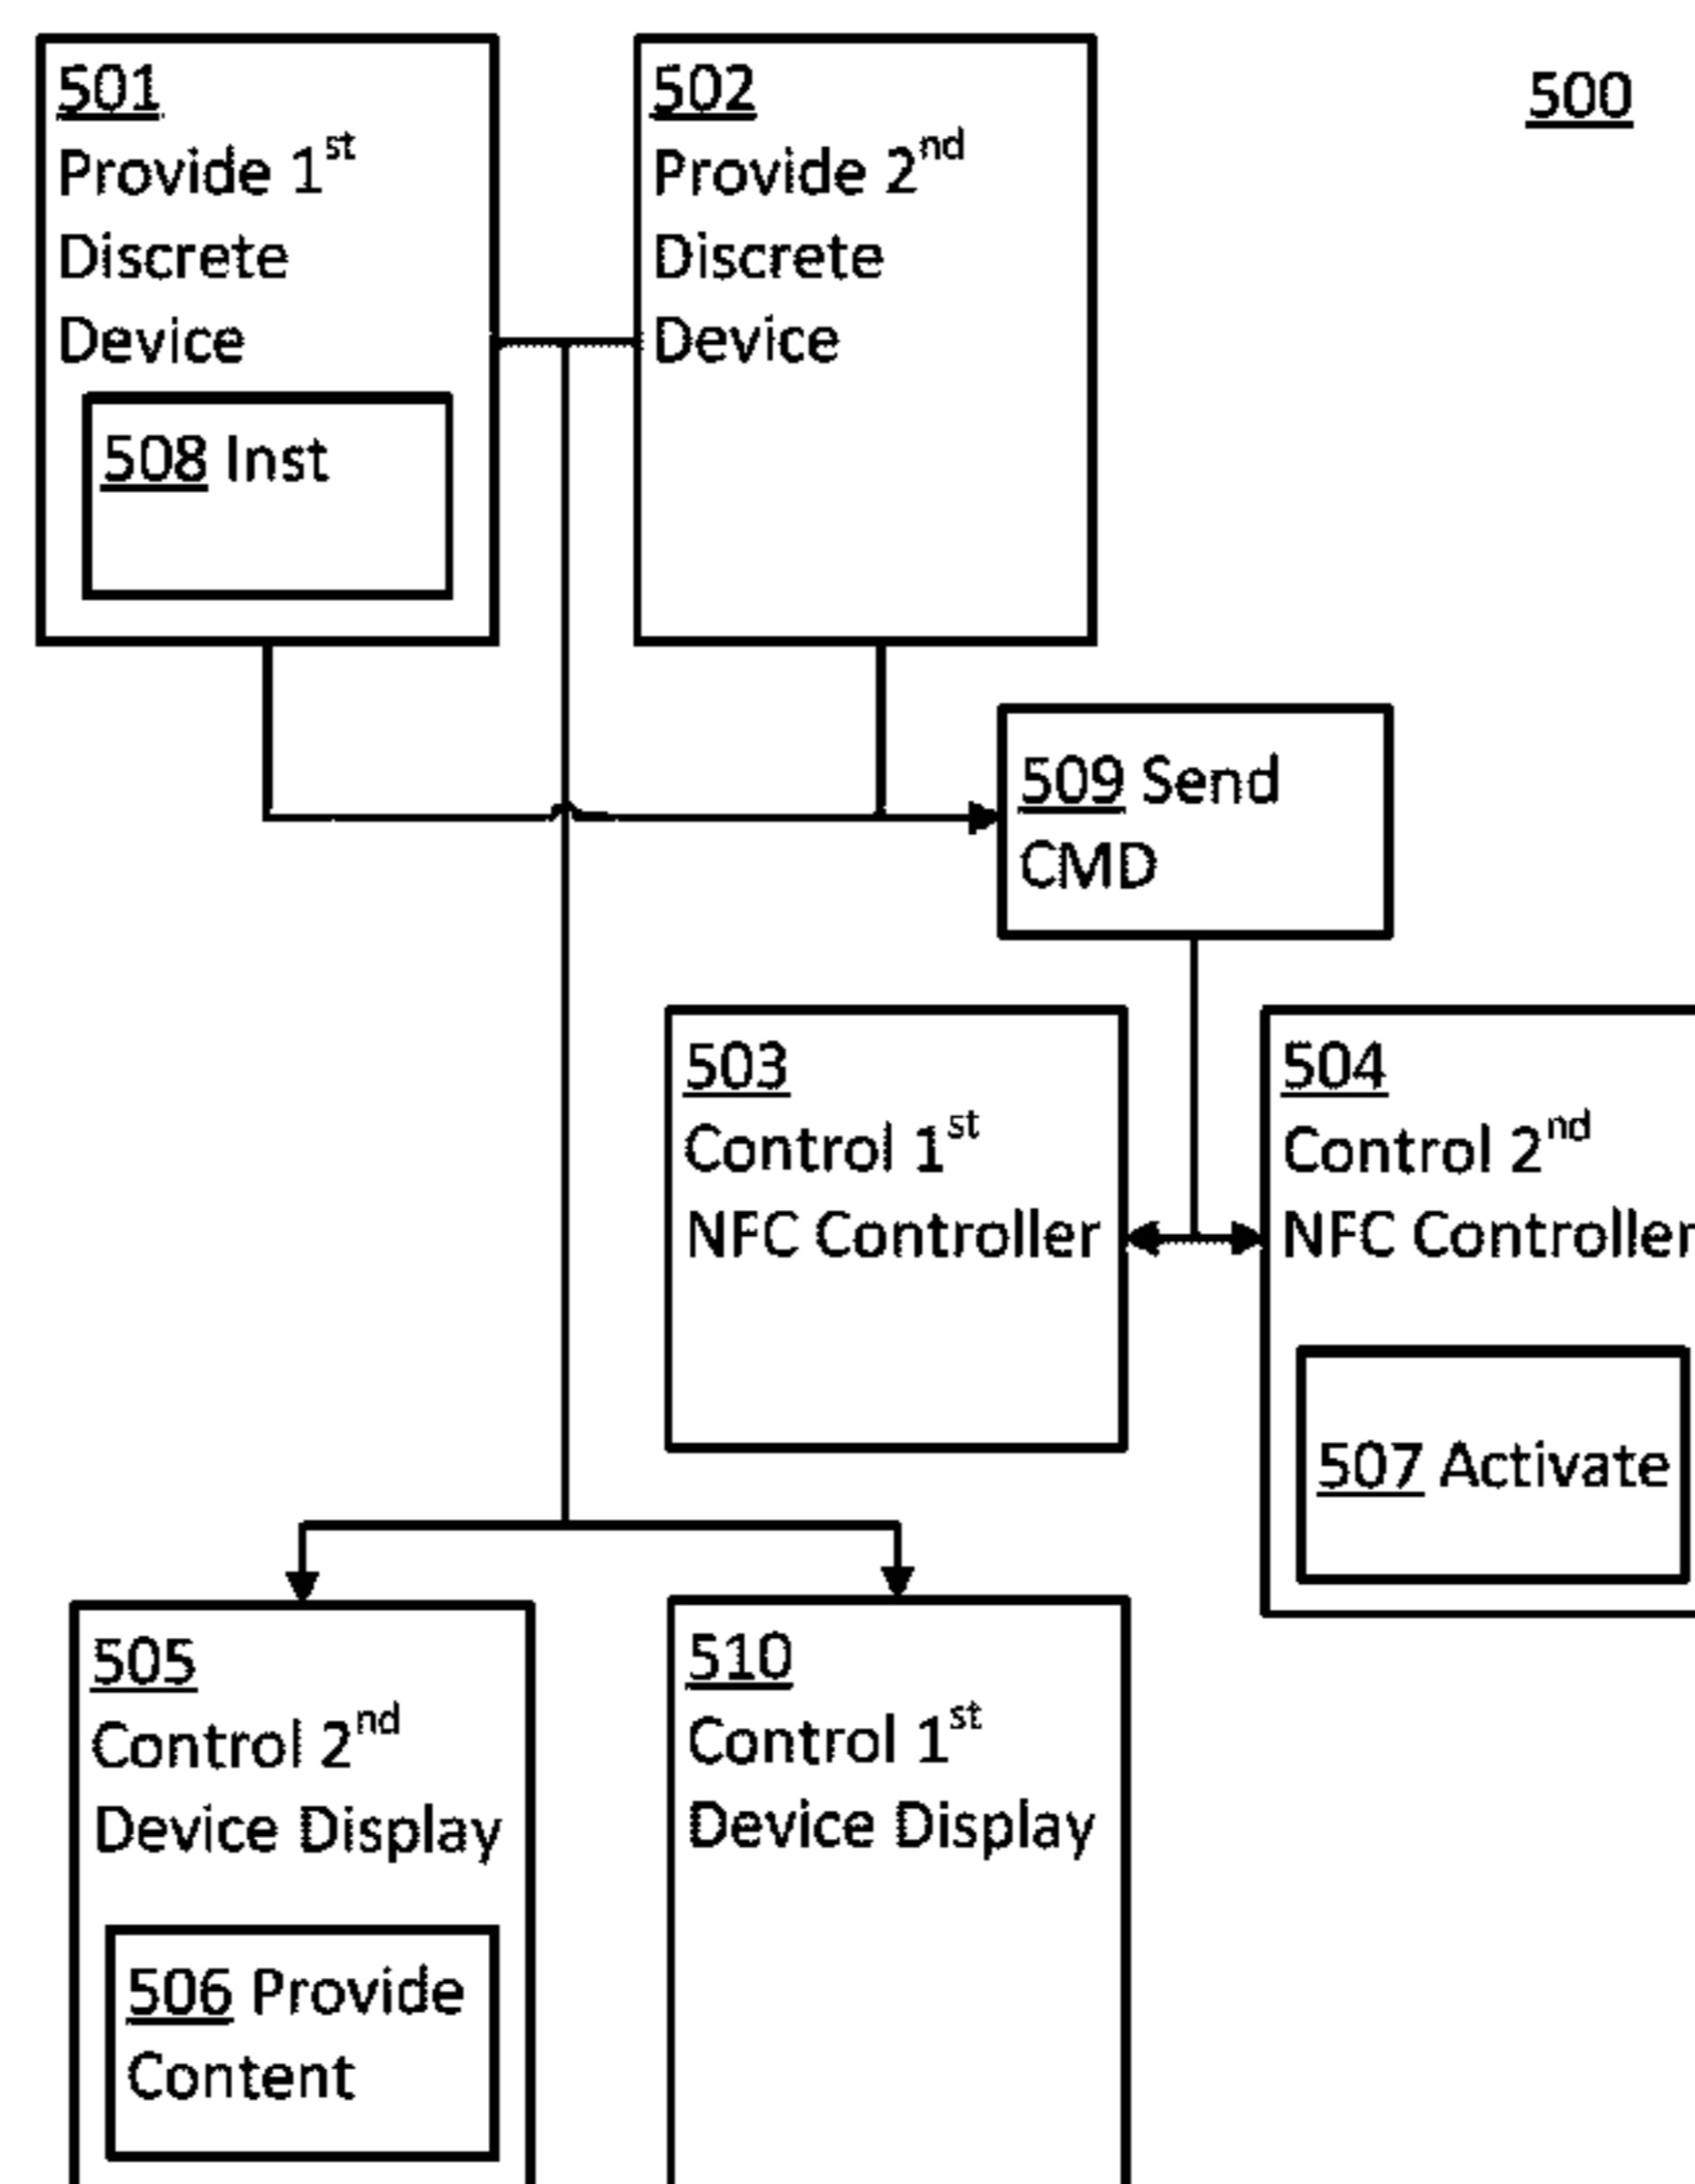 501
Provide 1st
Discrete
Device
508 Inst
502
Provide 2nd
Discrete
Device
500
509 Send
CMD
503
Control 1st
NFC Controller
504
Control 2nd
NFC Controller
507 Activate
505
Control 2nd
Device Display
506 Provide
Content
510
Control 1st
Device Display